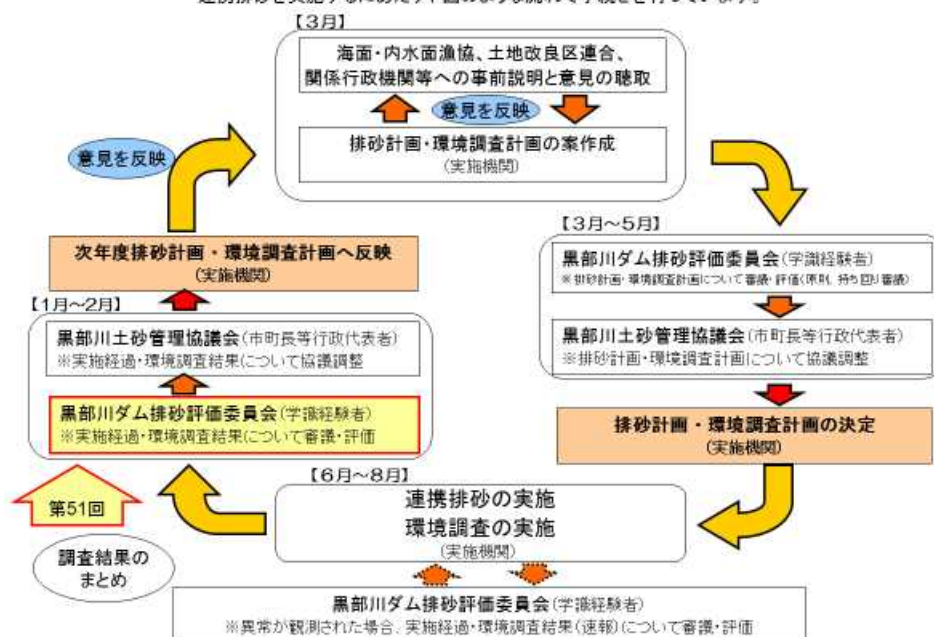 連携排砂を実施するにあたり、下図のような流れで手続きを行っています。
【3月】
海面・内水面漁協、土地改良区連合、
関係行政機関等への事前説明と意見の聴取
意見を反映
排砂計画・環境調査計画の案作成
(実施機関)
意見を反映
【3月～5月】
黒部川ダム排砂評価委員会(学識経験者)
※排砂計画・環境調査計画について審議・評価(原則、持ち回り審議)
黒部川土砂管理協議会(市町長等行政代表者)
※排砂計画・環境調査計画について協議調整
排砂計画・環境調査計画の決定
(実施機関)
次年度排砂計画・環境調査計画へ反映
(実施機関)
【1月～2月】
黒部川土砂管理協議会(市町長等行政代表者)
※実施経過・環境調査結果について協議調整
黒部川ダム排砂評価委員会(学識経験者)
※実施経過・環境調査結果について審議・評価
第51回
調査結果の
まとめ
【6月～8月】
連携排砂の実施
環境調査の実施
(実施機関)
黒部川ダム排砂評価委員会(学識経験者)
※異常が観測された場合、実施経過・環境調査結果(速報)について審議・評価